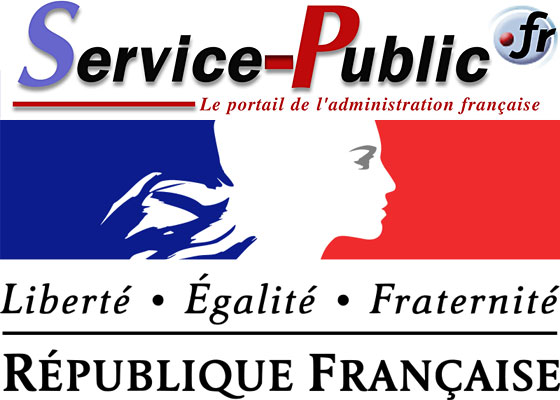 Service-Public.fr
Le portail de l'administration française
Liberté • Égalité • Fraternité
RÉPUBLIQUE FRANÇAISE